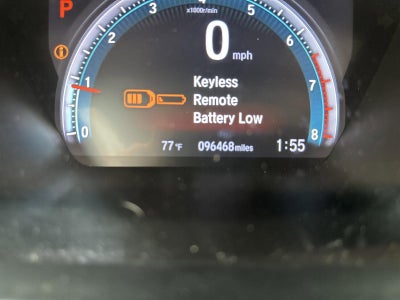 P
x1000r/min
0 1 2 3 4 5 6 7 8
0 mph
Keyless
Remote
Battery Low
77°F 096468miles 1:55